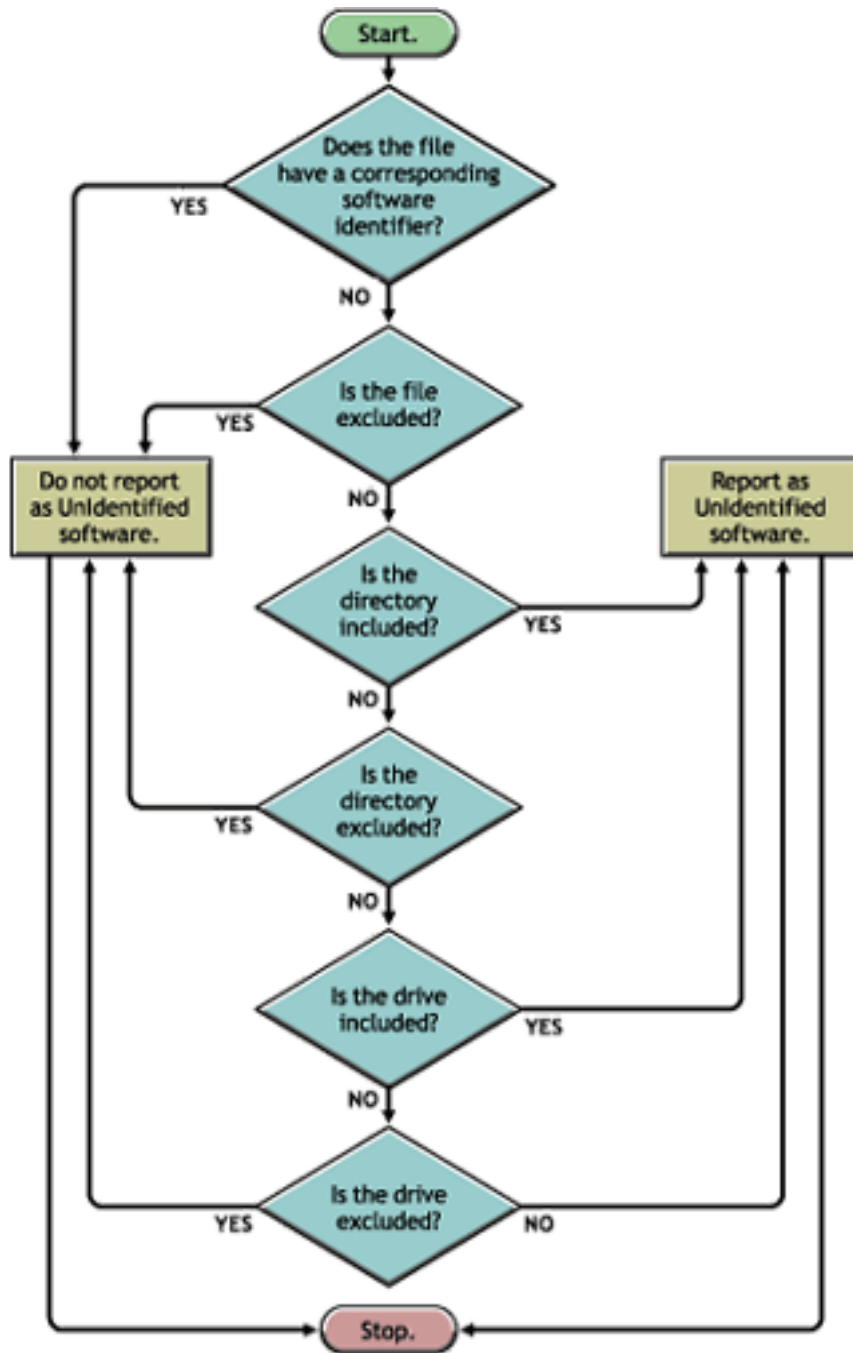 Start.
Does the file
have a corresponding
software
identifier?
YES
NO
Is the file
excluded?
YES
NO
Do not report
as Unidentified
software.
Report as
Unidentified
software.
Is the
directory
included?
YES
NO
Is the
directory
excluded?
YES
NO
Is the drive
included?
YES
NO
Is the drive
excluded?
YES
NO
Stop.